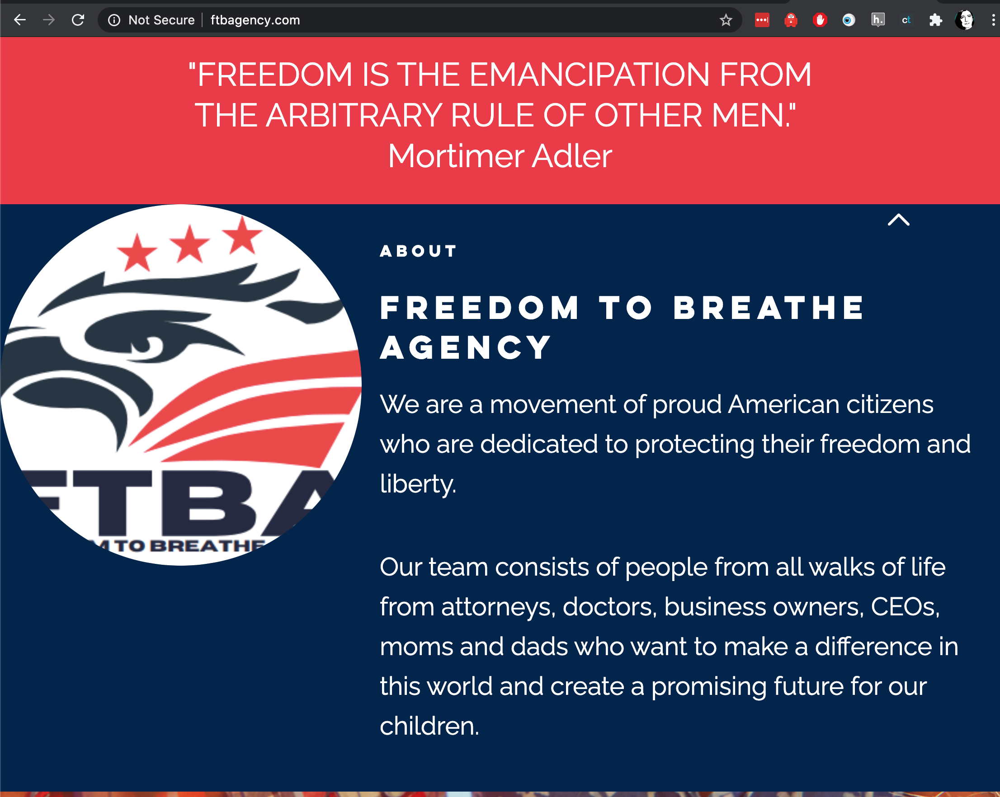 Not Secure ftbagency.com
h. ct
"FREEDOM IS THE EMANCIPATION FROM
THE ARBITRARY RULE OF OTHER MEN."
Mortimer Adler
ABOUT
FREEDOM TO BREATHE
AGENCY
We are a movement of proud American citizens
who are dedicated to protecting their freedom and
liberty.
Our team consists of people from all walks of life
from attorneys, doctors, business owners, CEOs,
moms and dads who want to make a difference in
this world and create a promising future for our
children.
FTBA
M TO BREATHE